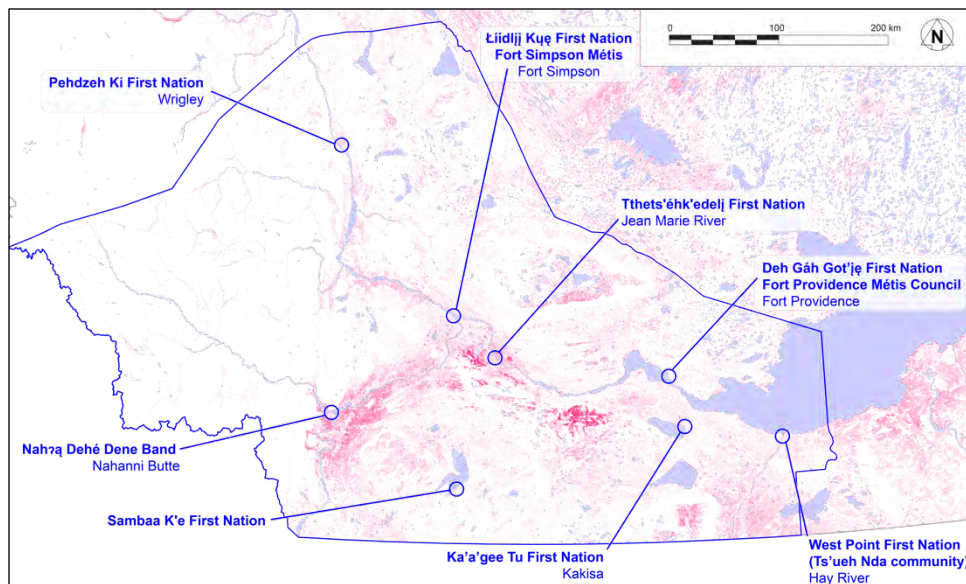 0
100
200 km
N
Łíídlįį Kųę First Nation
Fort Simpson Métis
Fort Simpson
Pehdzeh Ki First Nation
Wrigley
Tthets'éhk'edelį First Nation
Jean Marie River
Deh Gáh Got'įę First Nation
Fort Providence Métis Council
Fort Providence
Nahɂą Dehé Dene Band
Nahanni Butte
Sambaa K'e First Nation
Ka'a'gee Tu First Nation
Kakisa
West Point First Nation
(Ts'ueh Nda community)
Hay River